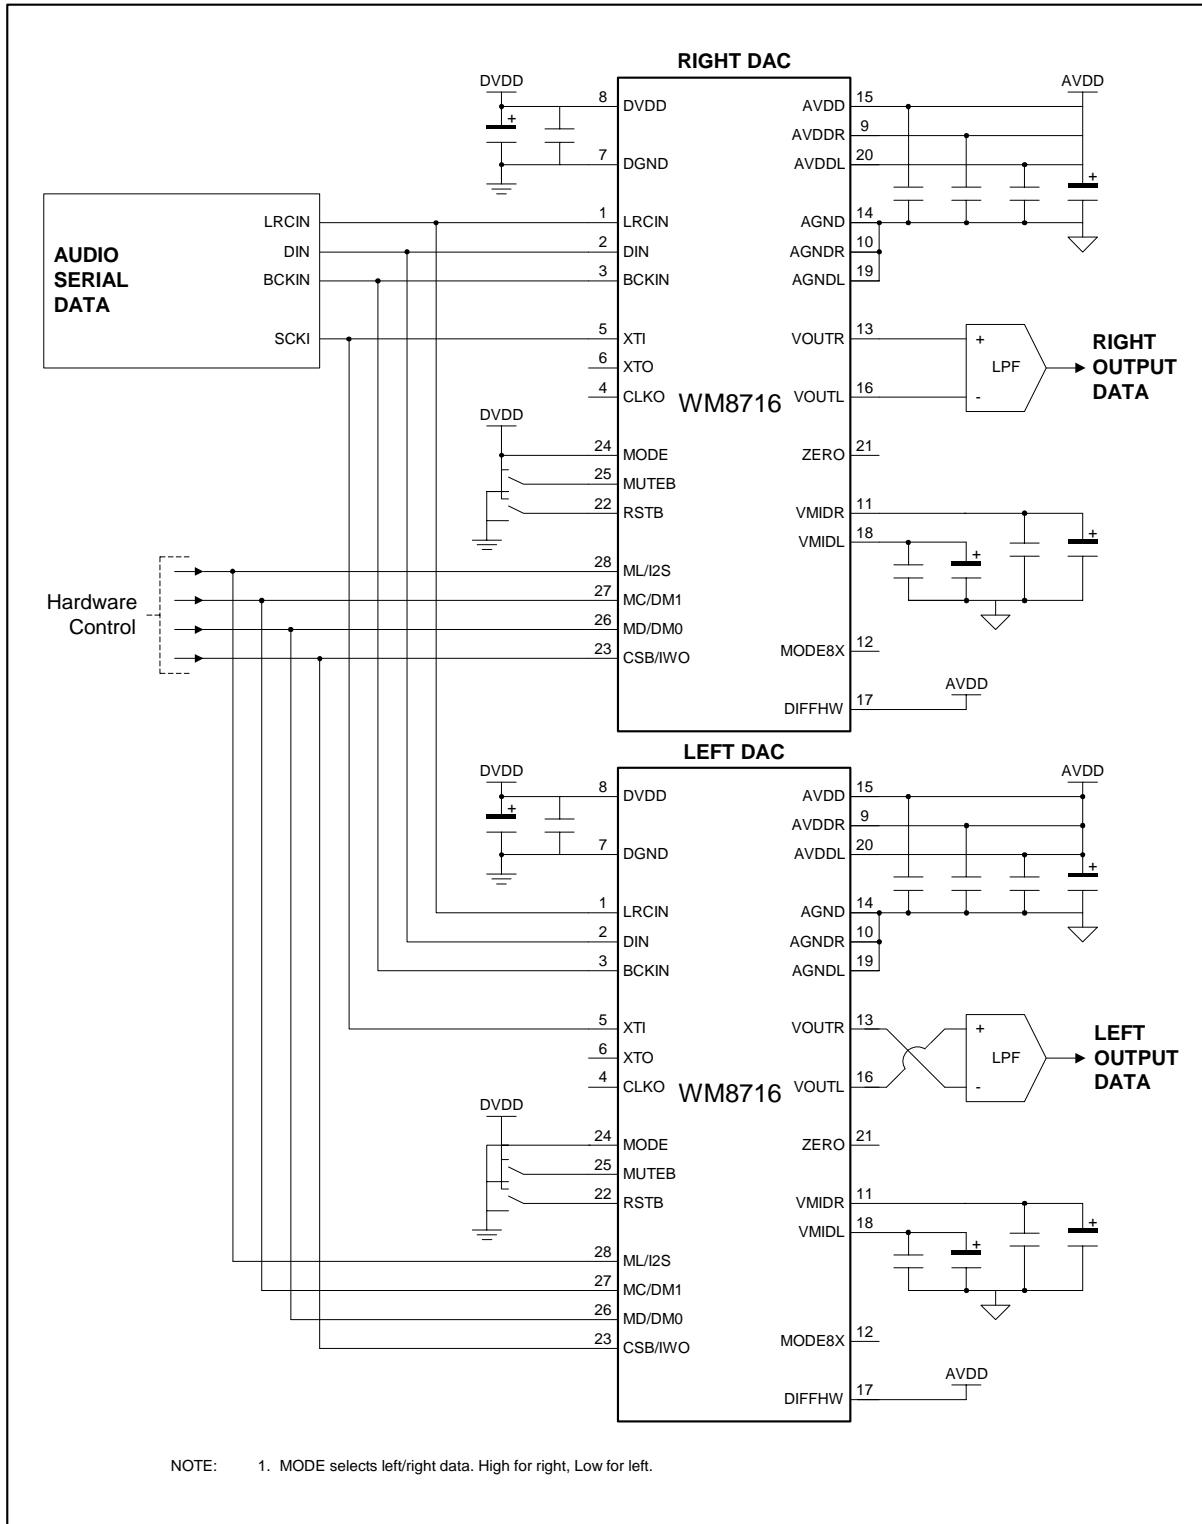 RIGHT DAC
DVDD
AVDD
8 DVDD
AVDD 15
+
AVDDR 9
7 DGND
AVDDL 20
+
AUDIO
SERIAL
DATA
LRCIN
DIN
BCKIN
SCKI
1 LRCIN
2 DIN
3 BCKIN
AGND 14
AGNDR 10
AGNDL 19
5 XTI
6 XTO
4 CLKO
WM8716
VOUTR 13
VOUTL 16
+
LPF
-
RIGHT
OUTPUT
DATA
DVDD
24 MODE
25 MUTEB
22 RSTB
ZERO 21
VMIDR 11
VMIDL 18
+
+
Hardware
Control
28 ML/I2S
27 MC/DM1
26 MD/DM0
23 CSB/IWO
MODE8X 12
AVDD
DIFFHW 17
LEFT DAC
DVDD
AVDD
8 DVDD
AVDD 15
+
AVDDR 9
7 DGND
AVDDL 20
+
1 LRCIN
2 DIN
3 BCKIN
AGND 14
AGNDR 10
AGNDL 19
5 XTI
6 XTO
4 CLKO
WM8716
VOUTR 13
VOUTL 16
+
LPF
-
LEFT
OUTPUT
DATA
DVDD
24 MODE
25 MUTEB
22 RSTB
ZERO 21
VMIDR 11
VMIDL 18
+
+
28 ML/I2S
27 MC/DM1
26 MD/DM0
23 CSB/IWO
MODE8X 12
AVDD
DIFFHW 17
NOTE: 1. MODE selects left/right data. High for right, Low for left.